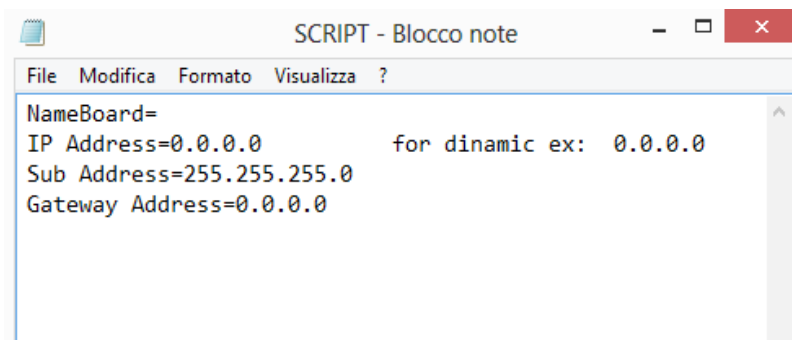 SCRIPT - Blocco note
File Modifica Formato Visualizza ?
NameBoard=
IP Address=0.0.0.0 for dinamic ex: 0.0.0.0
Sub Address=255.255.255.0
Gateway Address=0.0.0.0